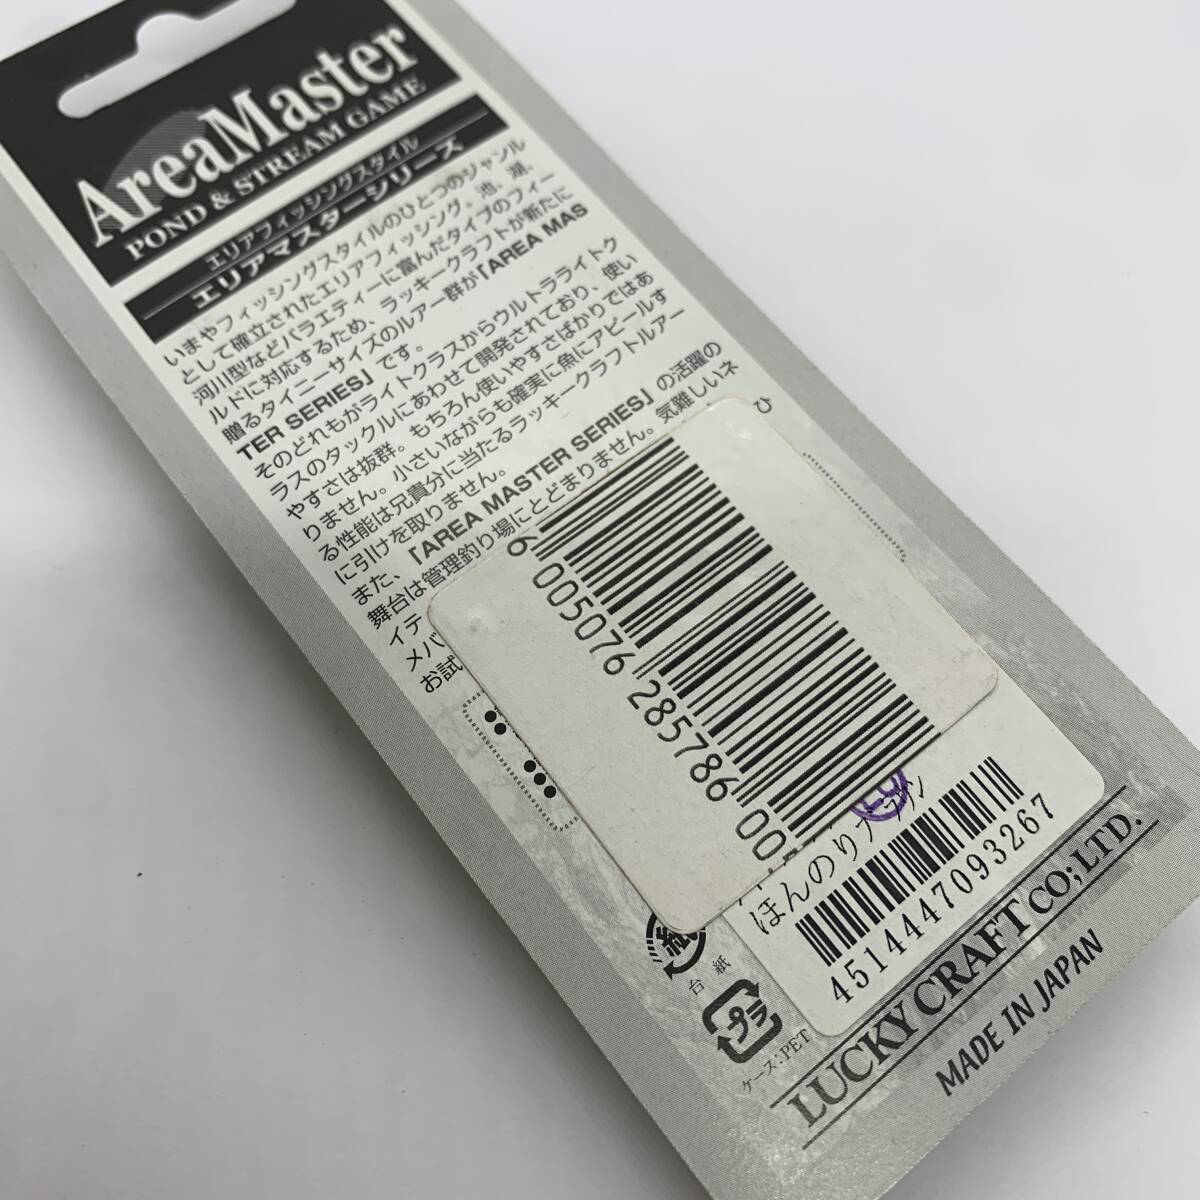 AreaMaster
POND & STREAM GAME
エリアフィッシングスタイル
エリアマスターシリーズ
いまやフィッシングスタイルのひとつのジャンル
として確立されたエリアフィッシング。池、湖、
河川型などバラエティーに富んだタイプのフィー
ルドに対応するため、ラッキークラフトが新たに
贈るタイニーサイズのルアー群が「AREA MAS
TER SERIES」です。
そのどれもがライトクラスからウルトラライトク
ラスのタックルにあわせて開発されており、使い
やすさは抜群。もちろん使いやすさばかりではあ
りません。小さいながらも確実に魚にアピールす
る性能は兄貴分に当たるラッキークラフトルアー
に引けを取りません。
また、「AREA MASTER SERIES」の活躍の
舞台は管理釣り場にとどまりません。気難しいネ
イテ
ひ
メバ
お試
6 005076 285786 00
ほんのりブラウン
4514447093267
紙
台紙
プラ
ケース:PET
LUCKY CRAFT CO;LTD.
MADE IN JAPAN